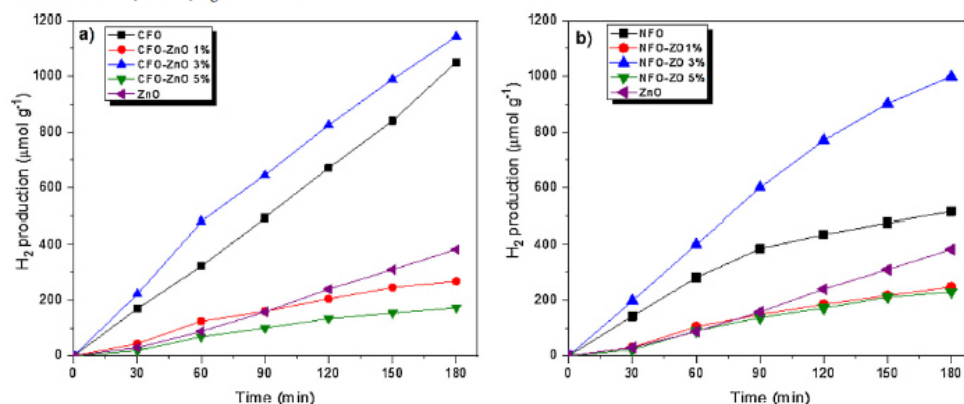 a)
CFO
CFO-ZnO 1%
CFO-ZnO 3%
CFO-ZnO 5%
ZnO
1200
1000
800
600
400
200
0
H₂ production (μmol g⁻¹)
0 30 60 90 120 150 180
Time (min)
b)
NFO
NFO-ZO 1%
NFO-ZO 3%
NFO-ZO 5%
ZnO
1200
1000
800
600
400
200
0
H₂ production (μmol g⁻¹)
0 30 60 90 120 150 180
Time (min)